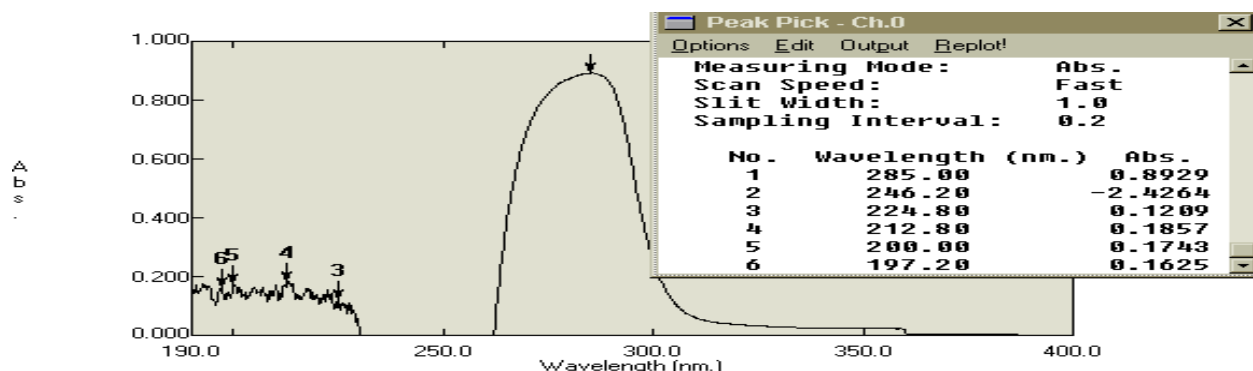 Peak Pick - Ch.0
Options Edit Output Replot!
Measuring Mode: Abs.
Scan Speed: Fast
Slit Width: 1.0
Sampling Interval: 0.2
No. Wavelength (nm.) Abs.
1 285.00 0.8929
2 246.20 -2.4264
3 224.80 0.1209
4 212.80 0.1857
5 200.00 0.1743
6 197.20 0.1625
1.000
0.800
0.600
0.400
0.200
0.000
Abs.
6 5 4 3
190.0 250.0 300.0 350.0 400.0
Wavelength (nm.)